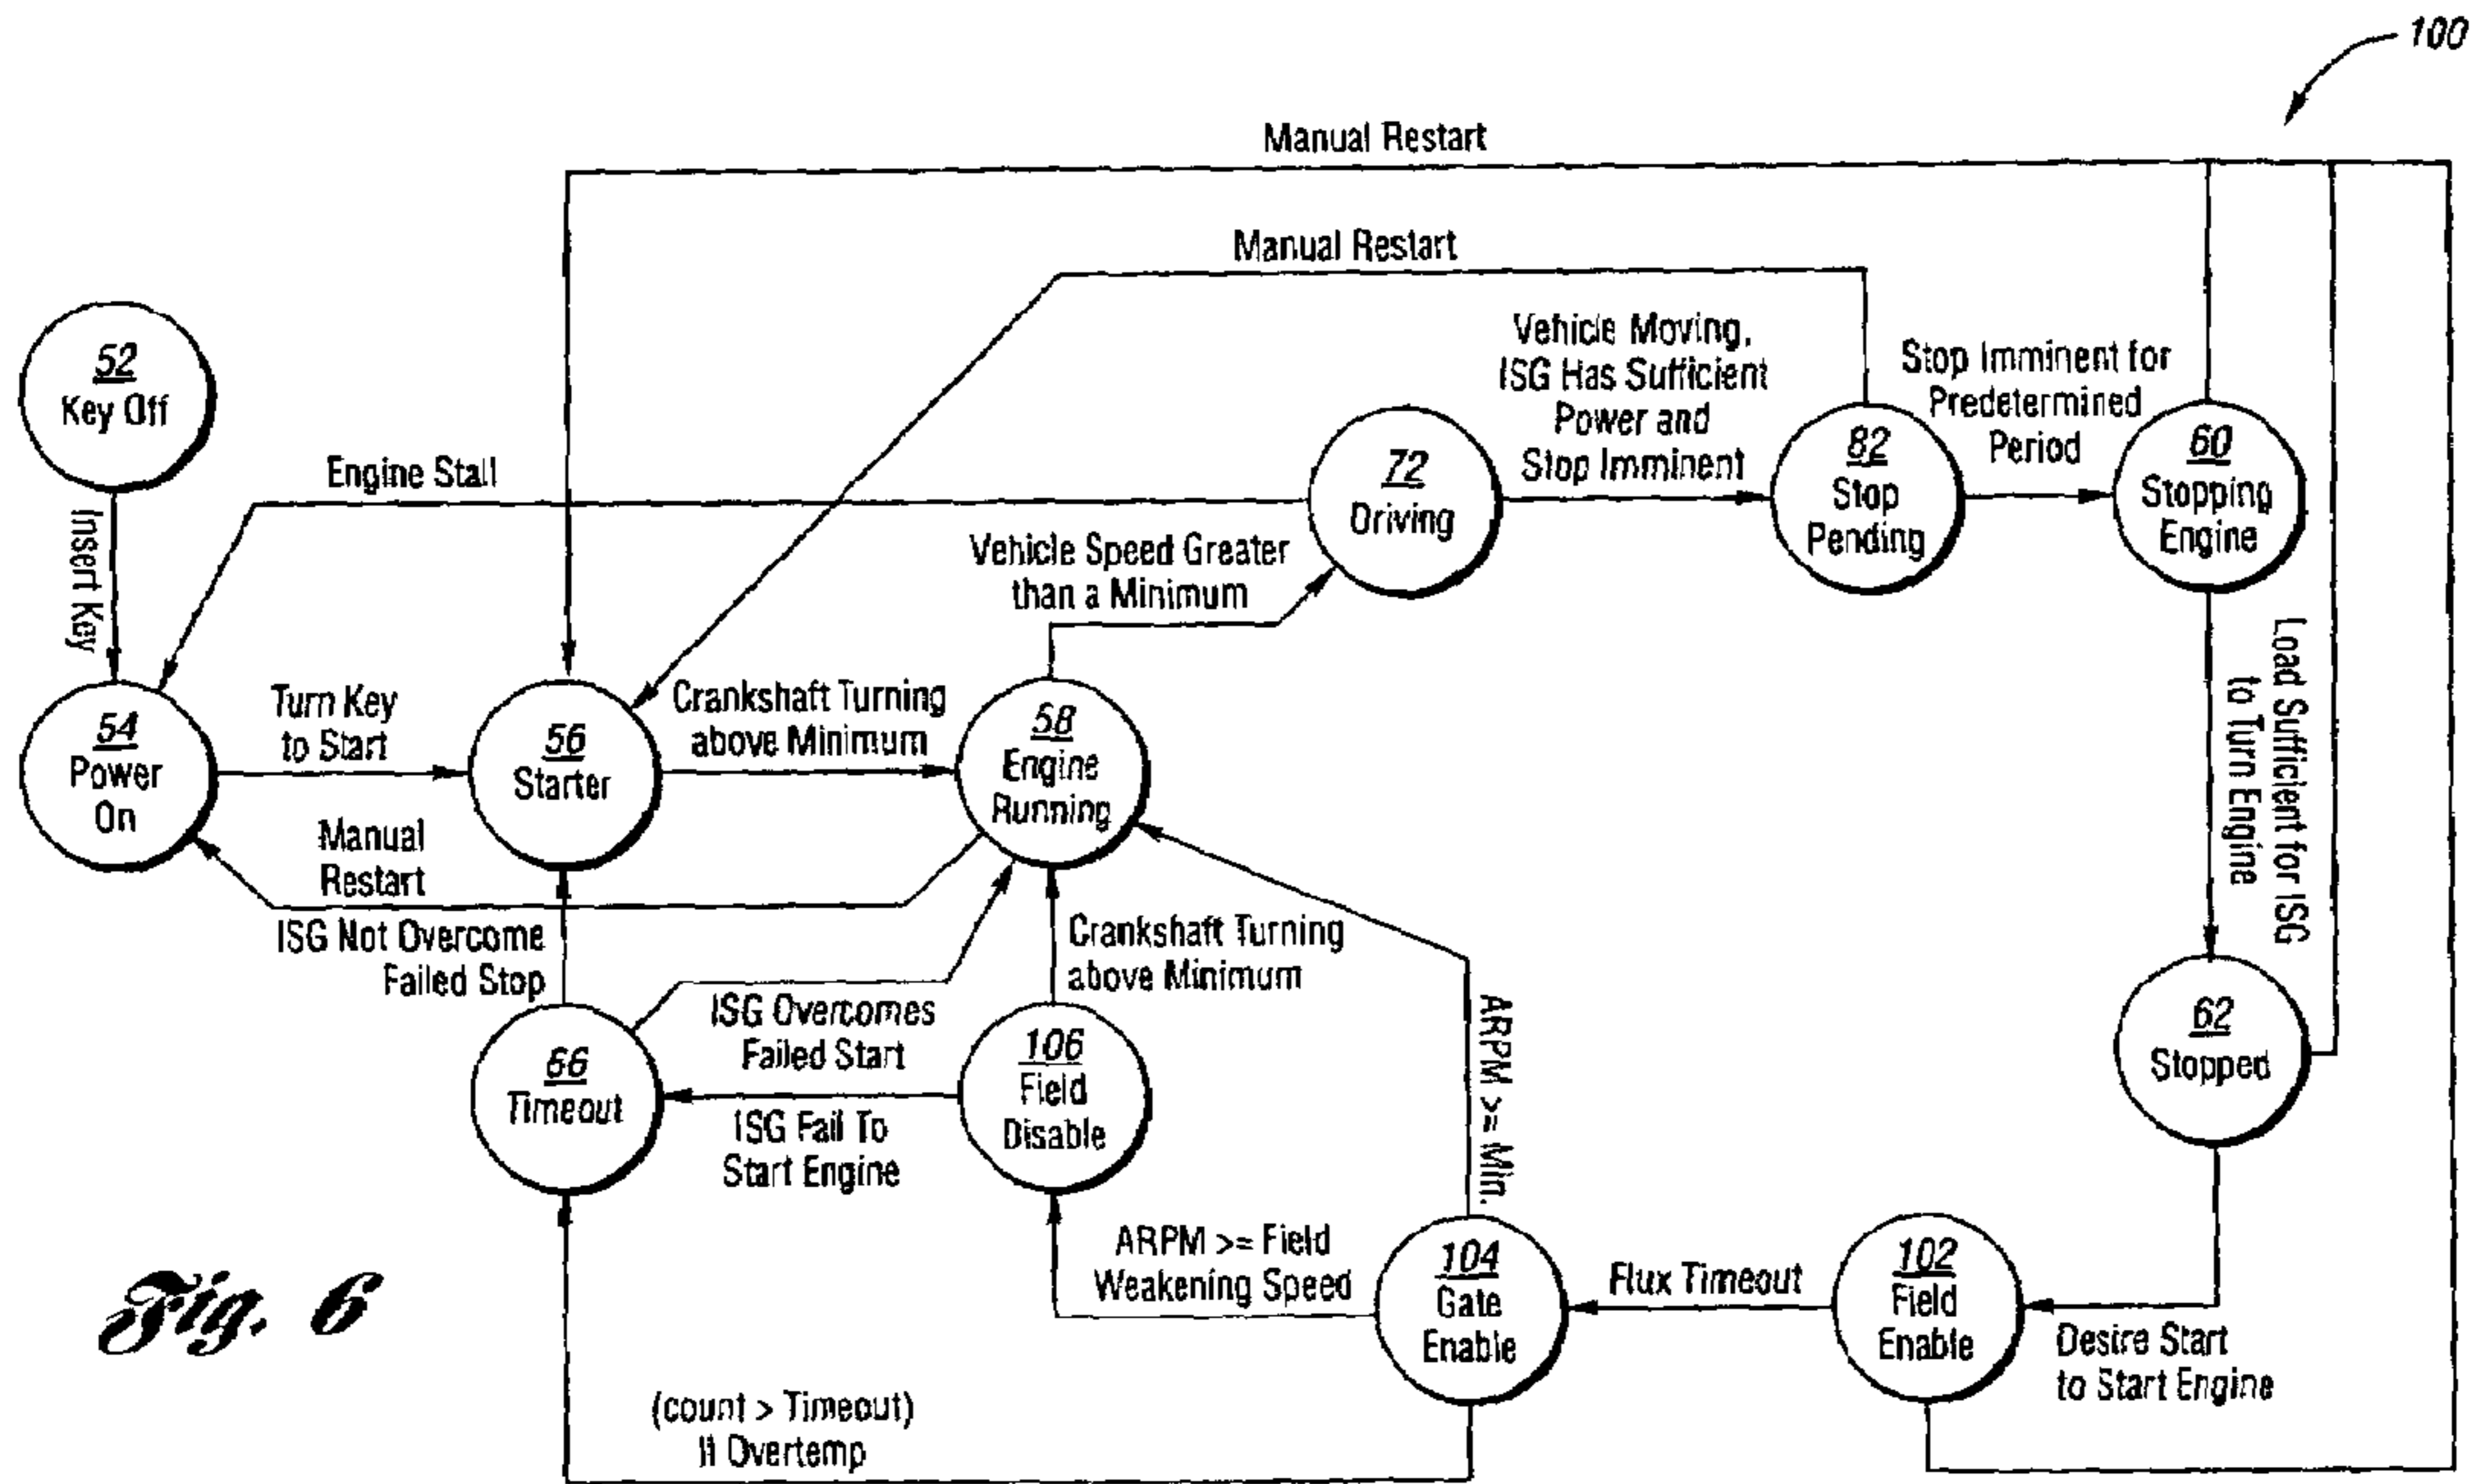 100
Manual Restart
Manual Restart
52
Key Off
Insert Key
Engine Stall
Vehicle Moving,
ISG Has Sufficient
Power and
Stop Imminent
Stop Imminent for
Predetermined
Period
72
Driving
82
Stop
Pending
60
Stopping
Engine
Vehicle Speed Greater
than a Minimum
Load Sufficient for ISG
to Turn Engine
54
Power
On
Turn Key
to Start
56
Starter
Crankshaft Turning
above Minimum
58
Engine
Running
Manual
Restart
ISG Not Overcome
Failed Stop
ISG Overcomes
Failed Start
Crankshaft Turning
above Minimum
ARPM >= Min.
62
Stopped
66
Timeout
ISG Fail To
Start Engine
106
Field
Disable
ARPM >= Field
Weakening Speed
104
Gate
Enable
Flux Timeout
102
Field
Enable
Desire Start
to Start Engine
(count > Timeout)
II Overtemp
Fig. 6